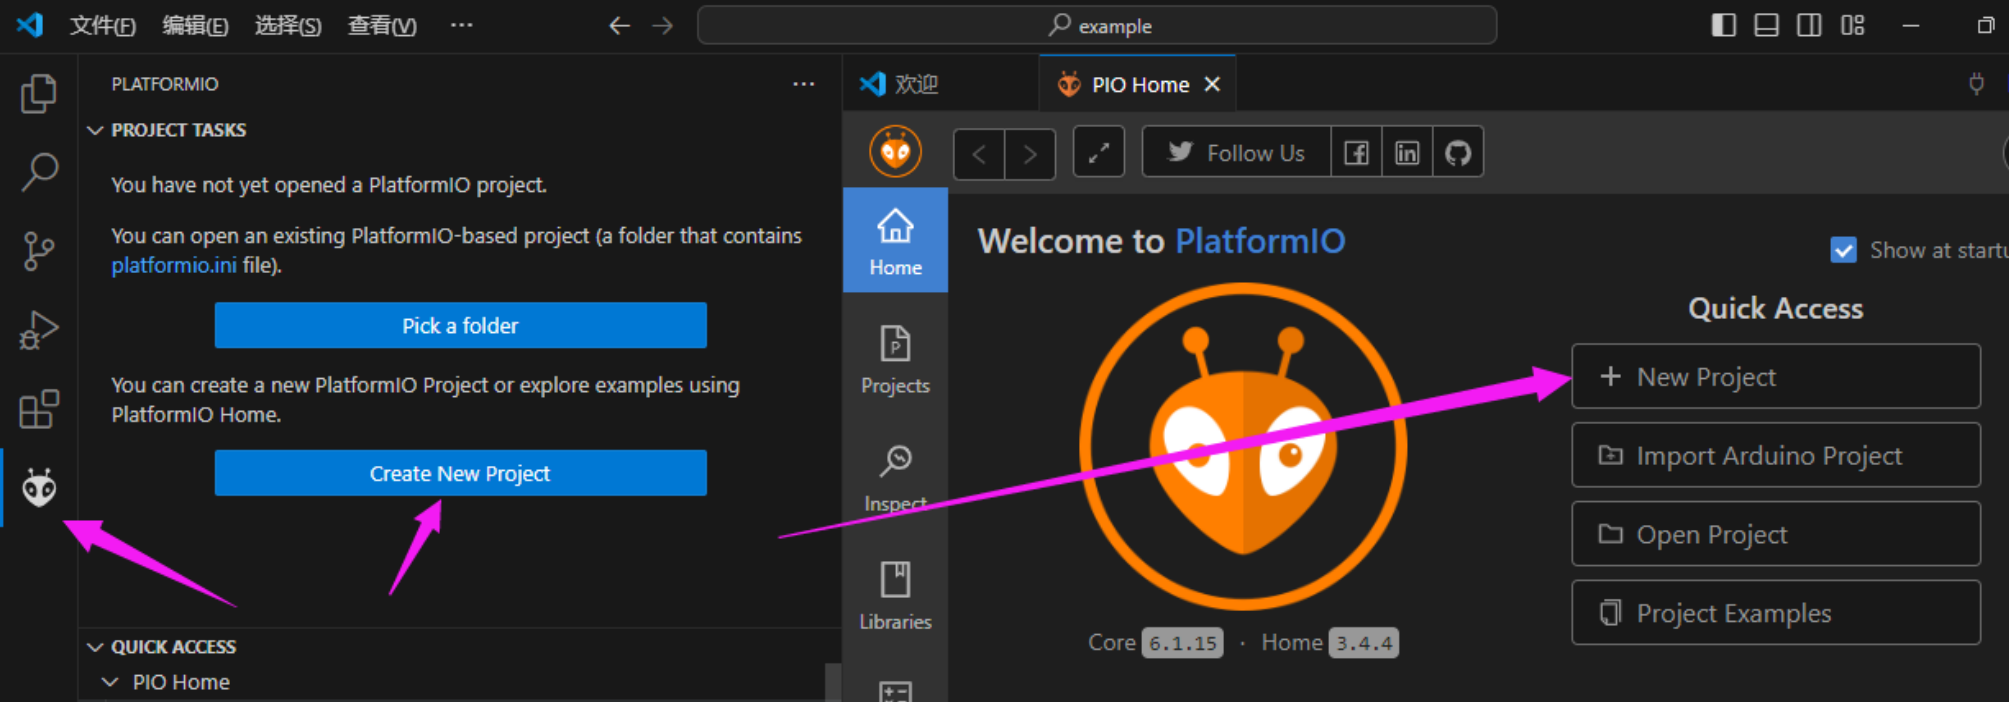 文件(F) 编辑(E) 选择(S) 查看(V) ··· example
PLATFORMIO ···
PROJECT TASKS
You have not yet opened a PlatformIO project.
You can open an existing PlatformIO-based project (a folder that contains
platformio.ini file).
Pick a folder
You can create a new PlatformIO Project or explore examples using
PlatformIO Home.
Create New Project
QUICK ACCESS
PIO Home
欢迎 PIO Home
Follow Us
Home
Projects
Inspect
Libraries
Welcome to PlatformIO
Core 6.1.15 · Home 3.4.4
Show at startu
Quick Access
New Project
Import Arduino Project
Open Project
Project Examples